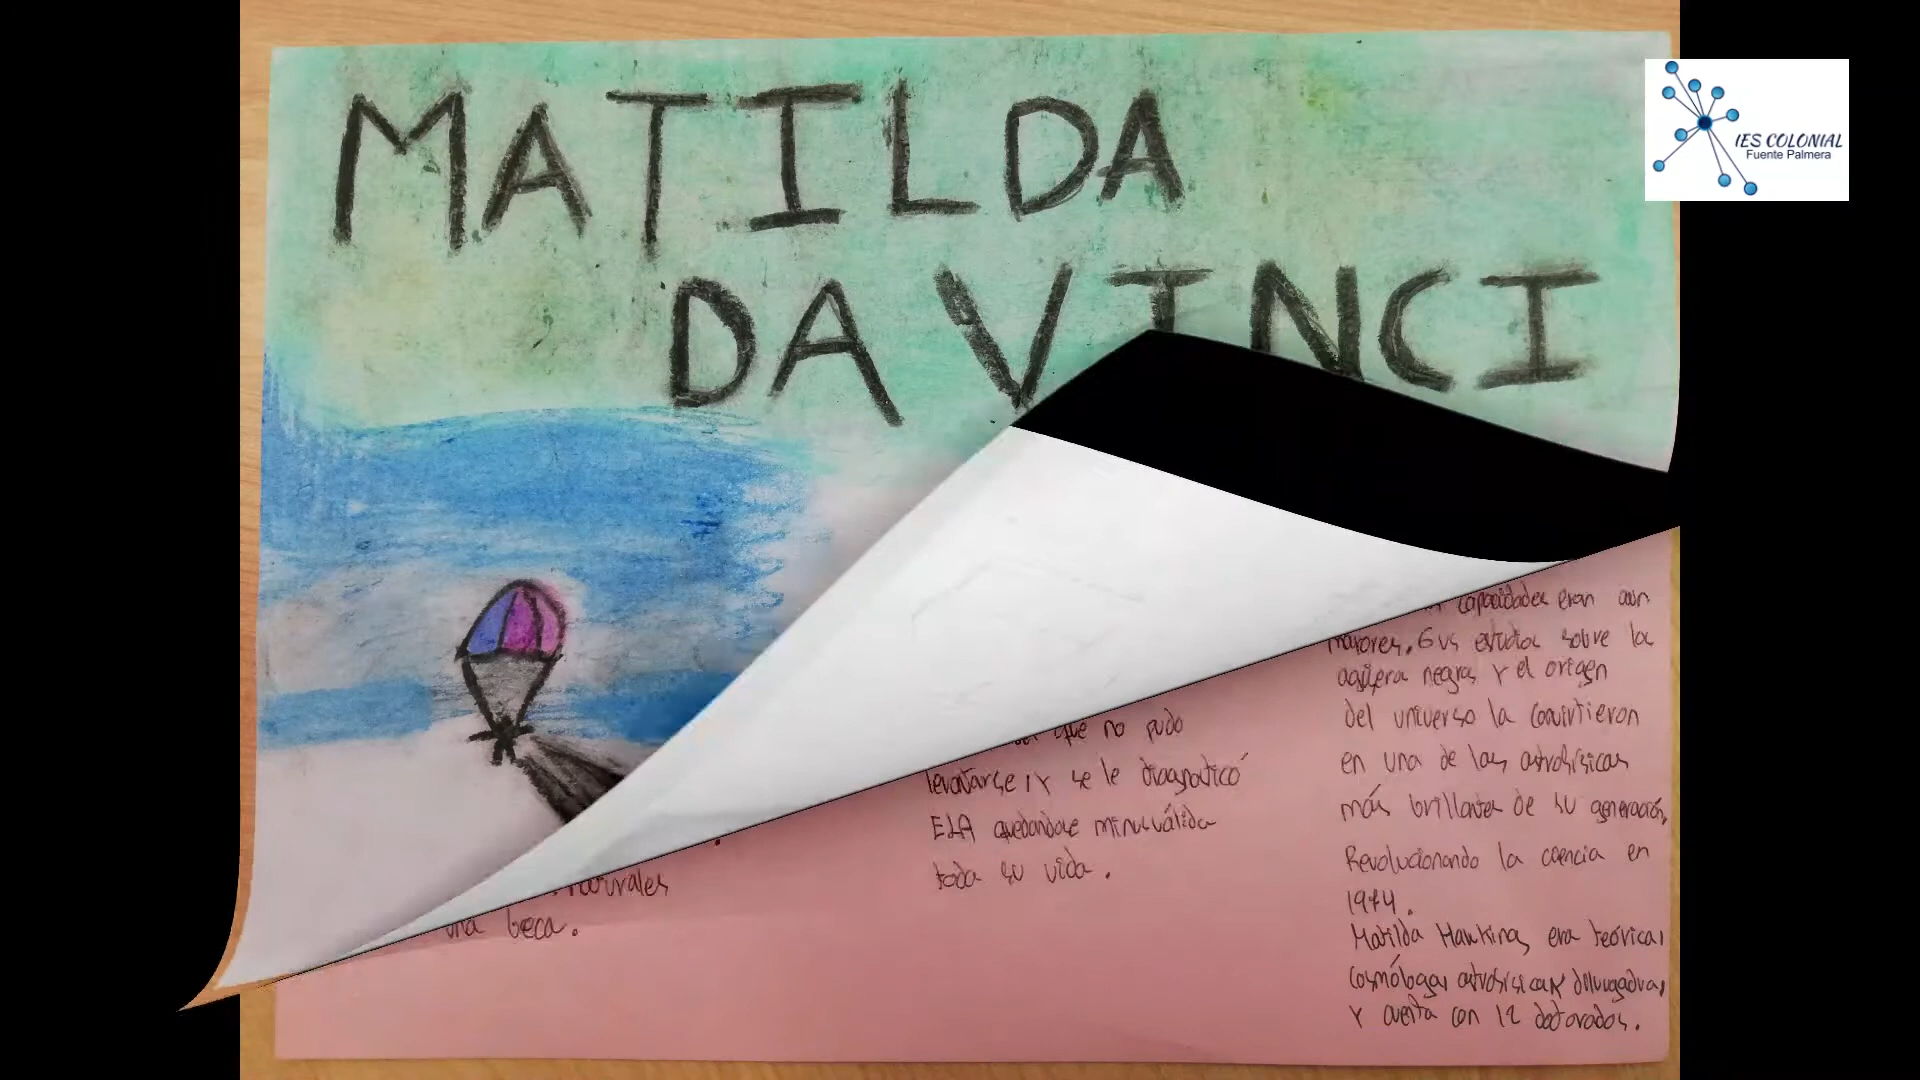 MATILDA
DA VINCI
IES COLONIAL
Fuente Palmera
una beca.
que no pudo
levantarse, y se le diagnosticó
ELA quedandose minusválida
toda su vida.
capacidades eran aún
mayores. Sus estudios sobre los
agujeros negros y el origen
del universo la convirtieron
en una de las astrofísicas
más brillantes de su generación,
Revolucionando la ciencia en
1974.
Matilda Hawking, era teórica,
cosmóloga, astrofísica y divulgadora,
y cuenta con 12 doctorados.